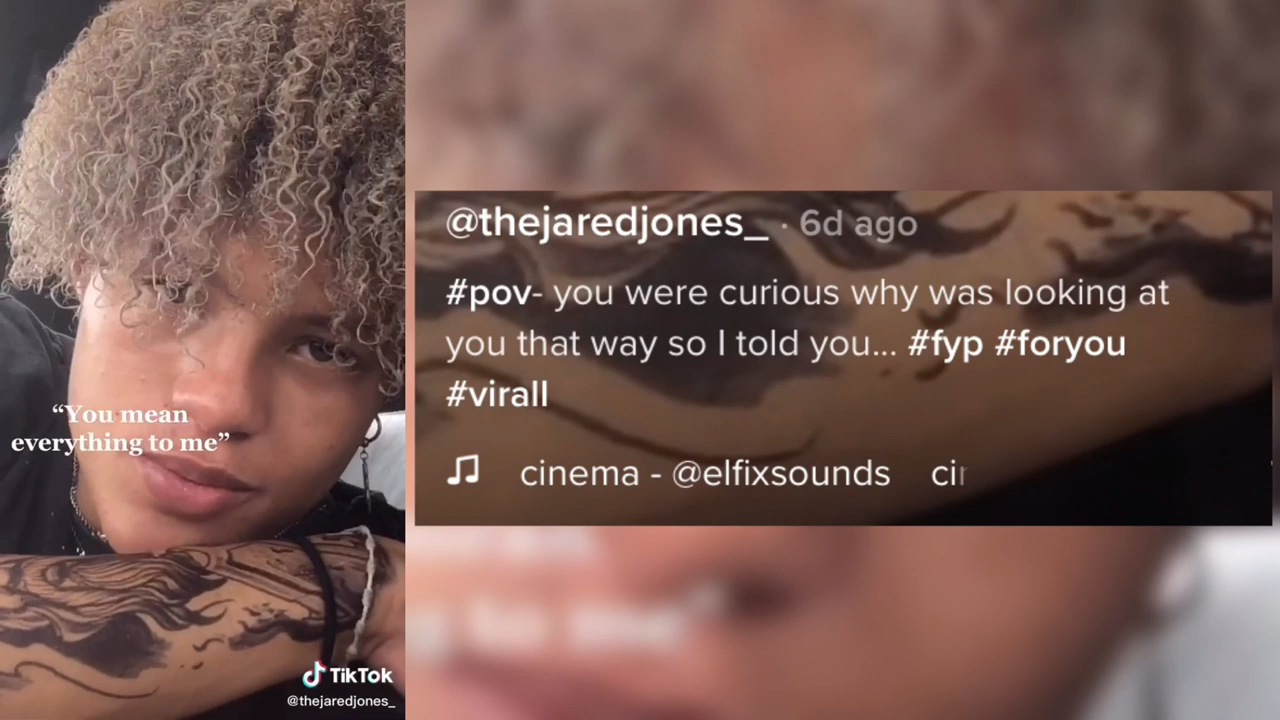 “You mean
everything to me”
TikTok
@thejaredjones_
@thejaredjones_ · 6d ago
#pov- you were curious why was looking at
you that way so I told you... #fyp #foryou
#virall
cinema - @elfixsounds cin